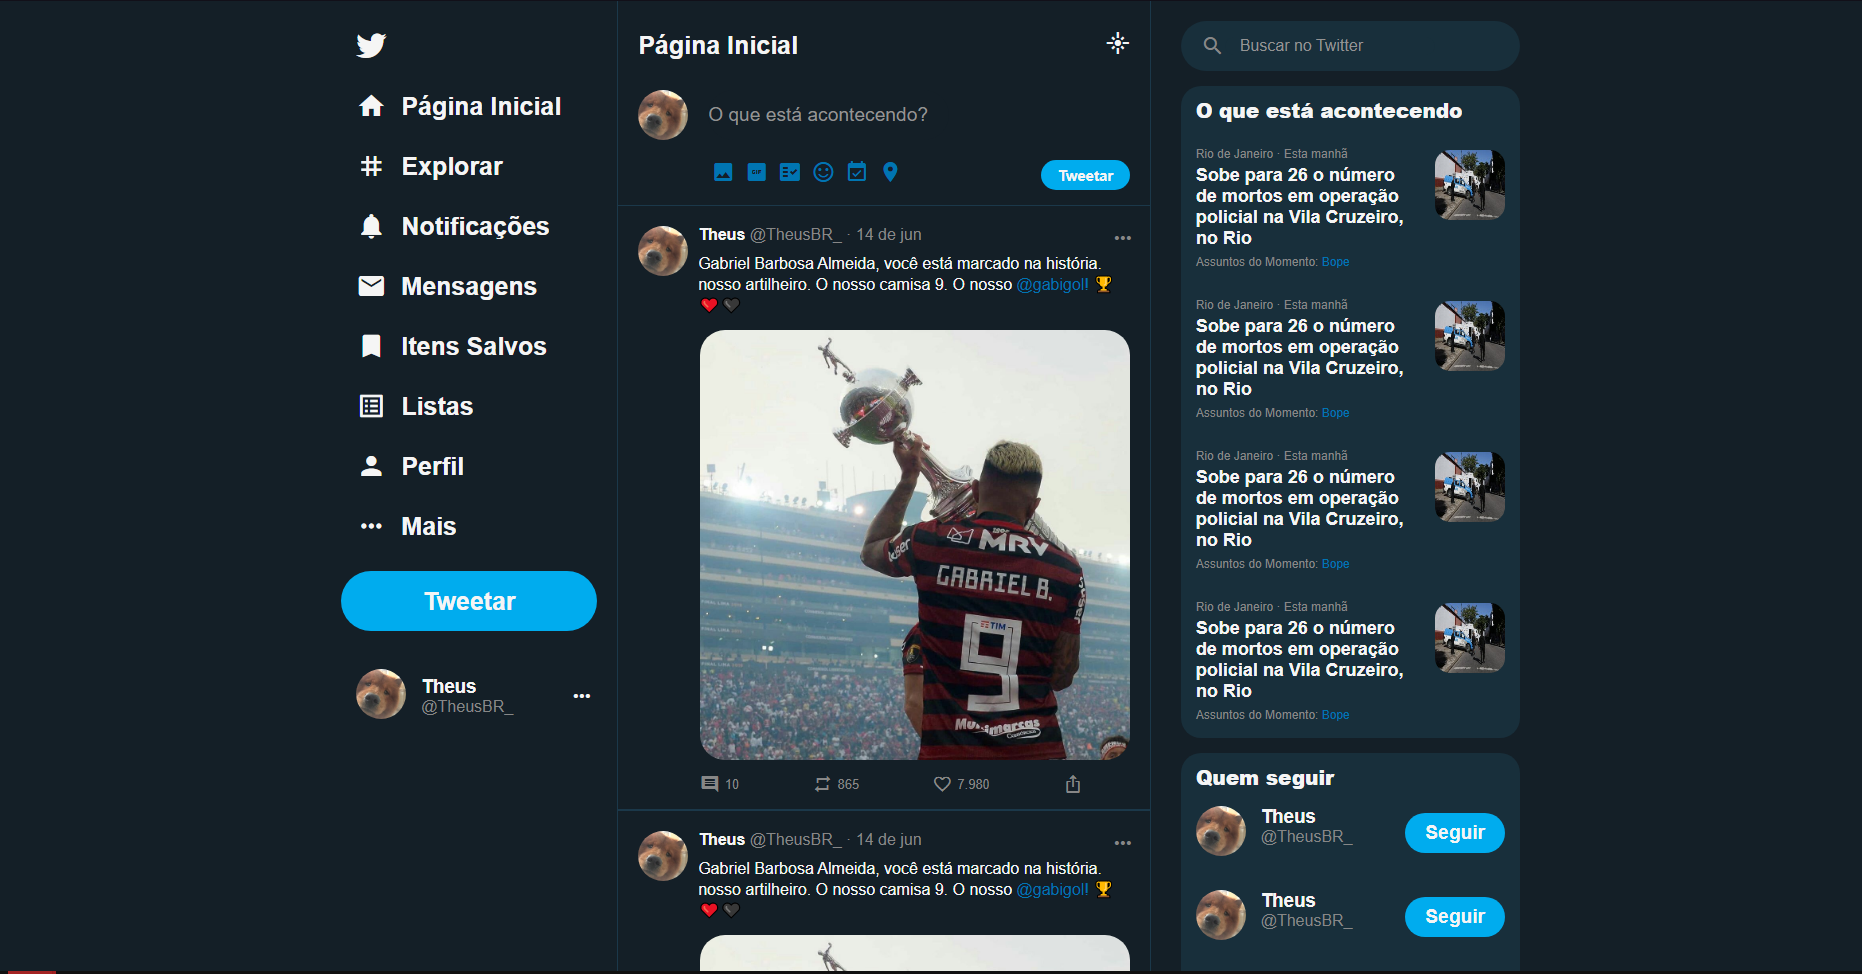 Página Inicial
Explorar
Notificações
Mensagens
Itens Salvos
Listas
Perfil
Mais
Tweetar
Theus
@TheusBR_
Página Inicial
O que está acontecendo?
GIF
Tweetar
Theus @TheusBR_ · 14 de jun
Gabriel Barbosa Almeida, você está marcado na história.
nosso artilheiro. O nosso camisa 9. O nosso @gabigol! 🏆
❤️🖤
MRV
GABRIEL B.
TIM
9
Multimarcas
10
865
7.980
Theus @TheusBR_ · 14 de jun
Gabriel Barbosa Almeida, você está marcado na história.
nosso artilheiro. O nosso camisa 9. O nosso @gabigol! 🏆
❤️🖤
Buscar no Twitter
O que está acontecendo
Rio de Janeiro · Esta manhã
Sobe para 26 o número
de mortos em operação
policial na Vila Cruzeiro,
no Rio
Assuntos do Momento: Bope
Rio de Janeiro · Esta manhã
Sobe para 26 o número
de mortos em operação
policial na Vila Cruzeiro,
no Rio
Assuntos do Momento: Bope
Rio de Janeiro · Esta manhã
Sobe para 26 o número
de mortos em operação
policial na Vila Cruzeiro,
no Rio
Assuntos do Momento: Bope
Rio de Janeiro · Esta manhã
Sobe para 26 o número
de mortos em operação
policial na Vila Cruzeiro,
no Rio
Assuntos do Momento: Bope
Quem seguir
Theus
@TheusBR_
Seguir
Theus
@TheusBR_
Seguir